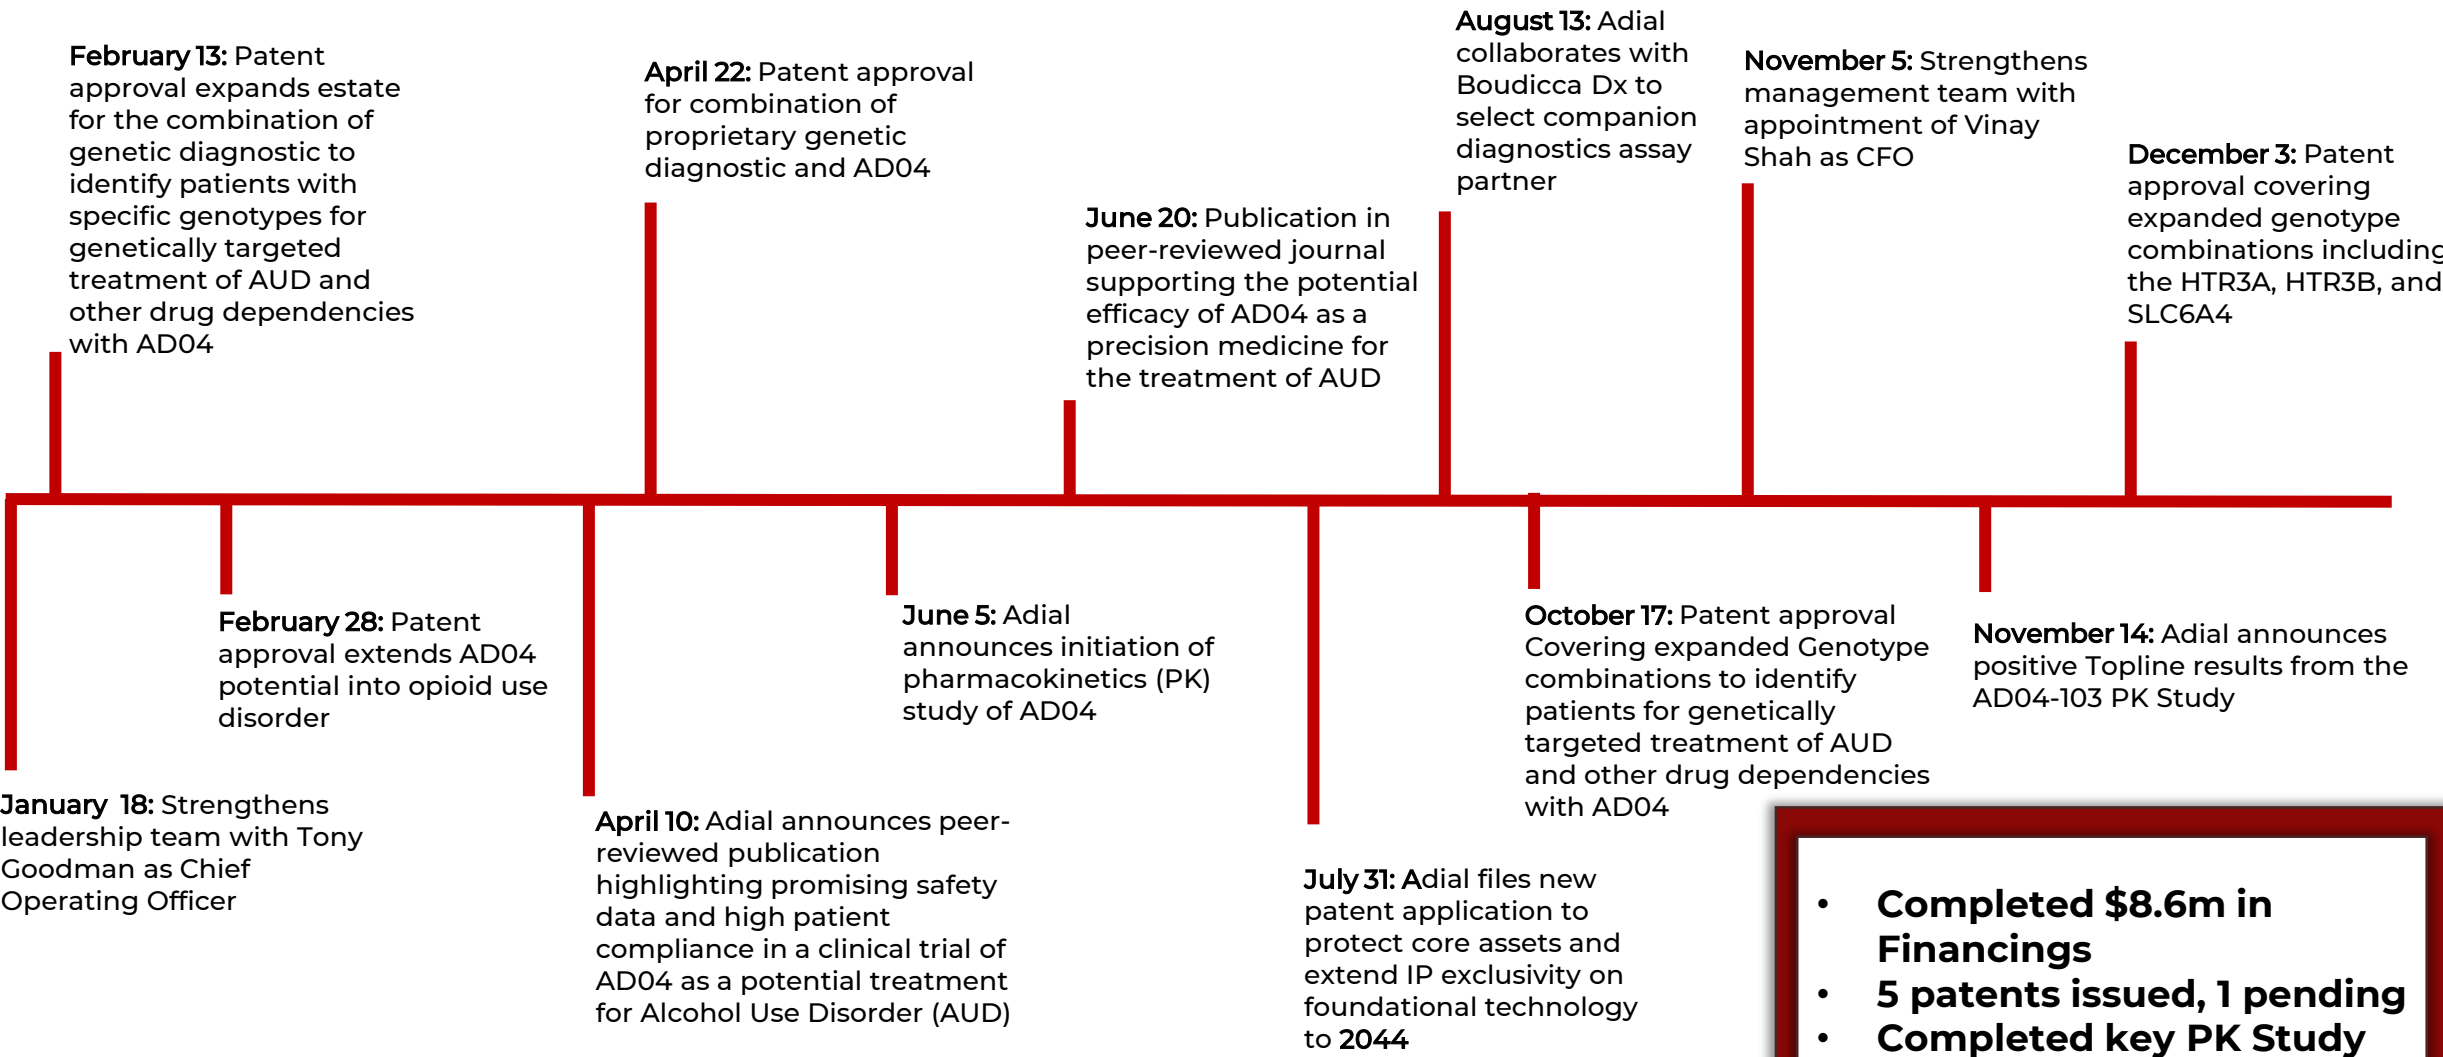 February 13: Patent
approval expands estate
for the combination of
genetic diagnostic to
identify patients with
specific genotypes for
genetically targeted
treatment of AUD and
other drug dependencies
with AD04
April 22: Patent approval
for combination of
proprietary genetic
diagnostic and AD04
June 20: Publication in
peer-reviewed journal
supporting the potential
efficacy of AD04 as a
precision medicine for
the treatment of AUD
August 13: Adial
collaborates with
Boudicca Dx to
select companion
diagnostics assay
partner
November 5: Strengthens
management team with
appointment of Vinay
Shah as CFO
December 3: Patent
approval covering
expanded genotype
combinations including
the HTR3A, HTR3B, and
SLC6A4
January 18: Strengthens
leadership team with Tony
Goodman as Chief
Operating Officer
February 28: Patent
approval extends AD04
potential into opioid use
disorder
April 10: Adial announces peer-
reviewed publication
highlighting promising safety
data and high patient
compliance in a clinical trial of
AD04 as a potential treatment
for Alcohol Use Disorder (AUD)
June 5: Adial
announces initiation of
pharmacokinetics (PK)
study of AD04
July 31: Adial files new
patent application to
protect core assets and
extend IP exclusivity on
foundational technology
to 2044
October 17: Patent approval
Covering expanded Genotype
combinations to identify
patients for genetically
targeted treatment of AUD
and other drug dependencies
with AD04
November 14: Adial announces
positive Topline results from the
AD04-103 PK Study
• Completed $8.6m in
Financings
• 5 patents issued, 1 pending
• Completed key PK Study